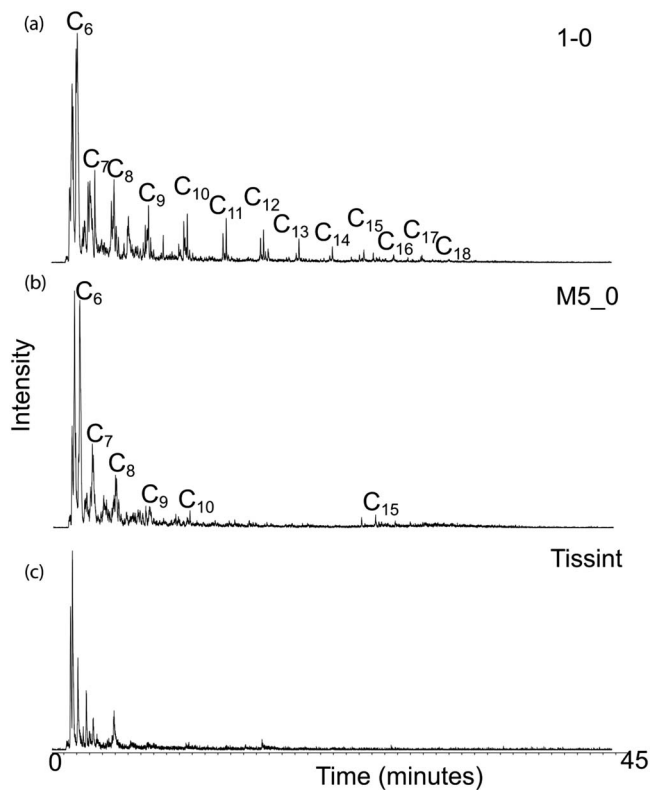 (a)
1-0
C6
C7
C8
C9
C10
C11
C12
C13
C14
C15
C16
C17
C18
(b)
M5_0
C6
C7
C8
C9
C10
C15
Intensity
(c)
Tissint
0
45
Time (minutes)